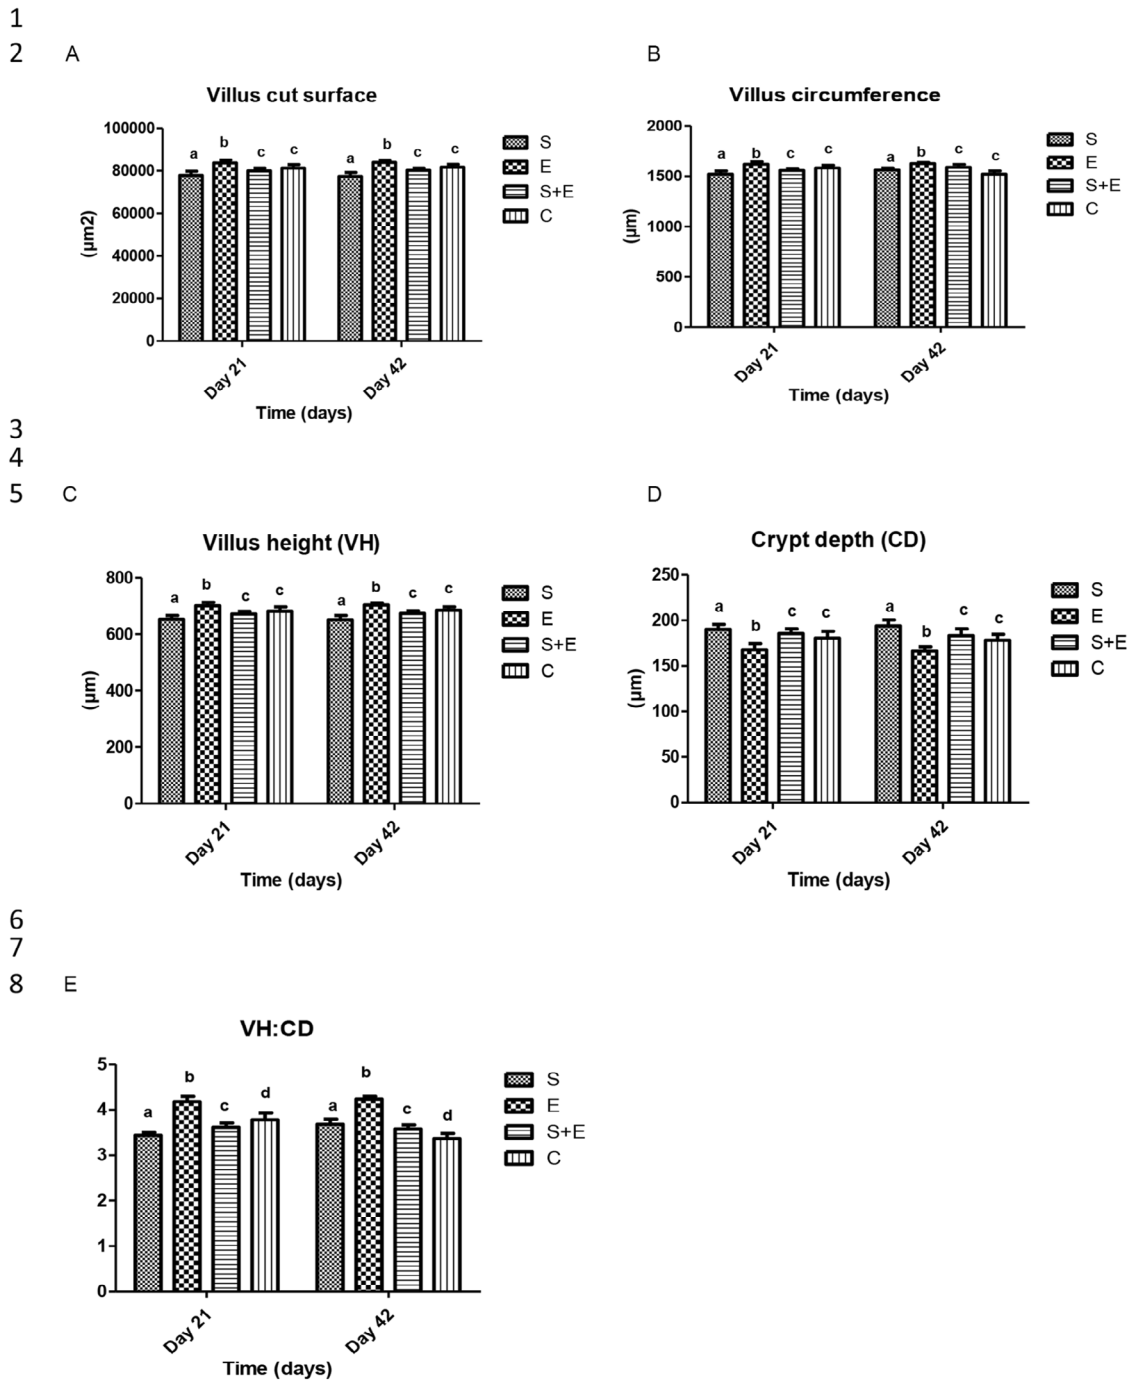 1
2 A B
Villus cut surface
100000
80000
60000
40000
20000
0
(µm2)
a b c c a b c c
Day 21 Day 42
Time (days)
S
E
S+E
C
Villus circumference
2000
1500
1000
500
0
(µm)
a b c c a b c c
Day 21 Day 42
Time (days)
S
E
S+E
C
3
4
5 C D
Villus height (VH)
800
600
400
200
0
(µm)
a b c c a b c c
Day 21 Day 42
Time (days)
S
E
S+E
C
Crypt depth (CD)
250
200
150
100
50
0
(µm)
a b c c a b c c
Day 21 Day 42
Time (days)
S
E
S+E
C
6
7
8 E
VH:CD
5
4
3
2
1
0
a b c d a b c d
Day 21 Day 42
Time (days)
S
E
S+E
C